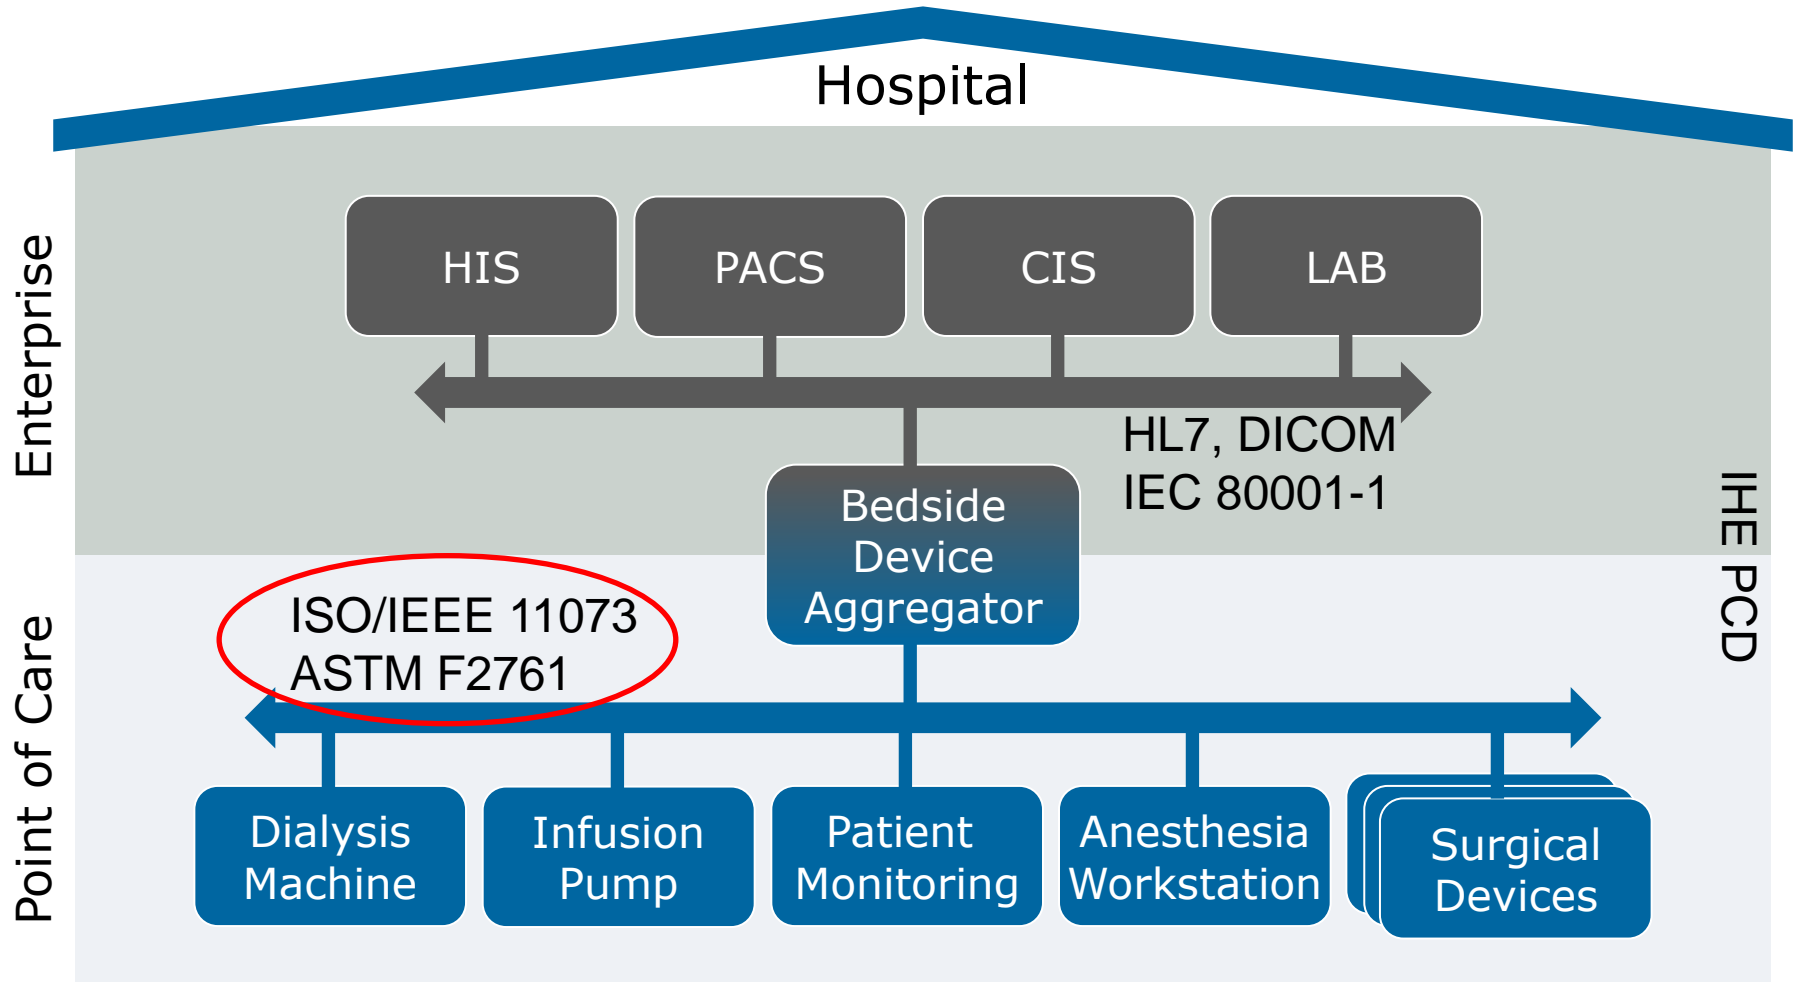 Hospital
Enterprise
HIS
PACS
CIS
LAB
HL7, DICOM
IEC 80001-1
Bedside
Device
Aggregator
IHE PCD
Point of Care
ISO/IEEE 11073
ASTM F2761
Dialysis
Machine
Infusion
Pump
Patient
Monitoring
Anesthesia
Workstation
Surgical
Devices